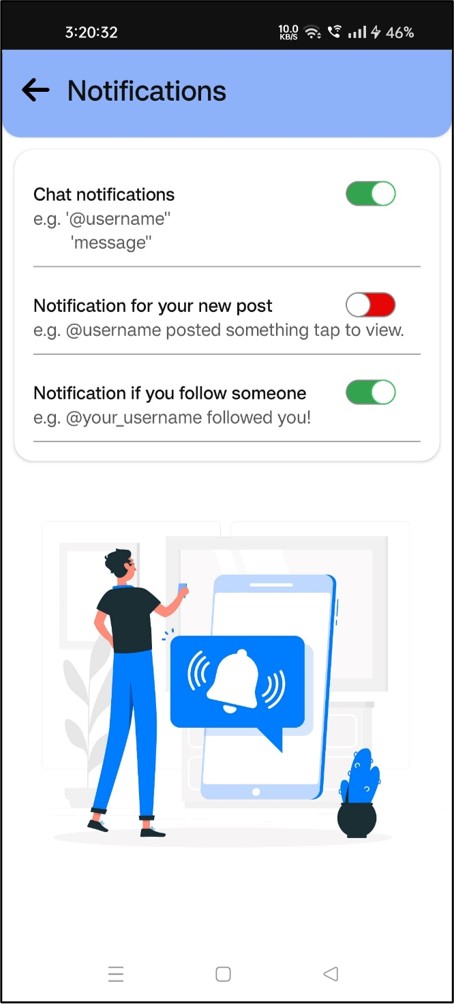 3:20:32 10.0 KB/S 46%
Notifications
Chat notifications
e.g. '@username"
'message"
Notification for your new post
e.g. @username posted something tap to view.
Notification if you follow someone
e.g. @your_username followed you!